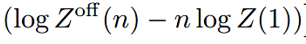 (log Z^off(n) − n log Z(1))]